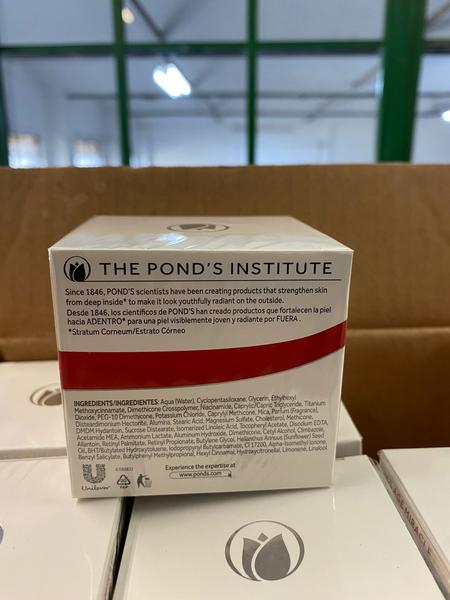 THE POND'S INSTITUTE
Since 1846, POND'S scientists have been creating products that strengthen skin
from deep inside* to make it look youthfully radiant on the outside.
Desde 1846, los científicos de POND'S han creado productos que fortalecen la piel
hacia ADENTRO* para una piel visiblemente joven y radiante por FUERA .
*Stratum Corneum/Estrato Córneo
INGREDIENTS/INGREDIENTES: Aqua (Water), Cyclopentasiloxane, Glycerin, Ethylhexyl
Methoxycinnamate, Dimethicone Crosspolymer, Niacinamide, Caprylic/Capric Triglyceride, Titanium
Dioxide, PEG-10 Dimethicone, Potassium Chloride, Caprylyl Methicone, Mica, Parfum (Fragrance),
Disteardimonium Hectorite, Alumina, Stearic Acid, Magnesium Sulfate, Cholesterol, Methicone,
DMDM Hydantoin, Sucrose Distearate, Isomerized Linoleic Acid, Tocopheryl Acetate, Disodium EDTA,
Acetamide MEA, Ammonium Lactate, Aluminum Hydroxide, Dimethicone, Cetyl Alcohol, Climbazole,
Allantoin, Retinyl Palmitate, Retinyl Propionate, Butylene Glycol, Helianthus Annuus (Sunflower) Seed
Oil, BHT/Butylated Hydroxytoluene, Iodopropynyl Butylcarbamate, CI 17200, Alpha-Isomethyl Ionone,
Benzyl Salicylate, Butylphenyl Methylpropional, Hexyl Cinnamal, Hydroxycitronellal, Limonene, Linalool.
Unilever
Experience the expertise at
www.ponds.com
MIRACLE